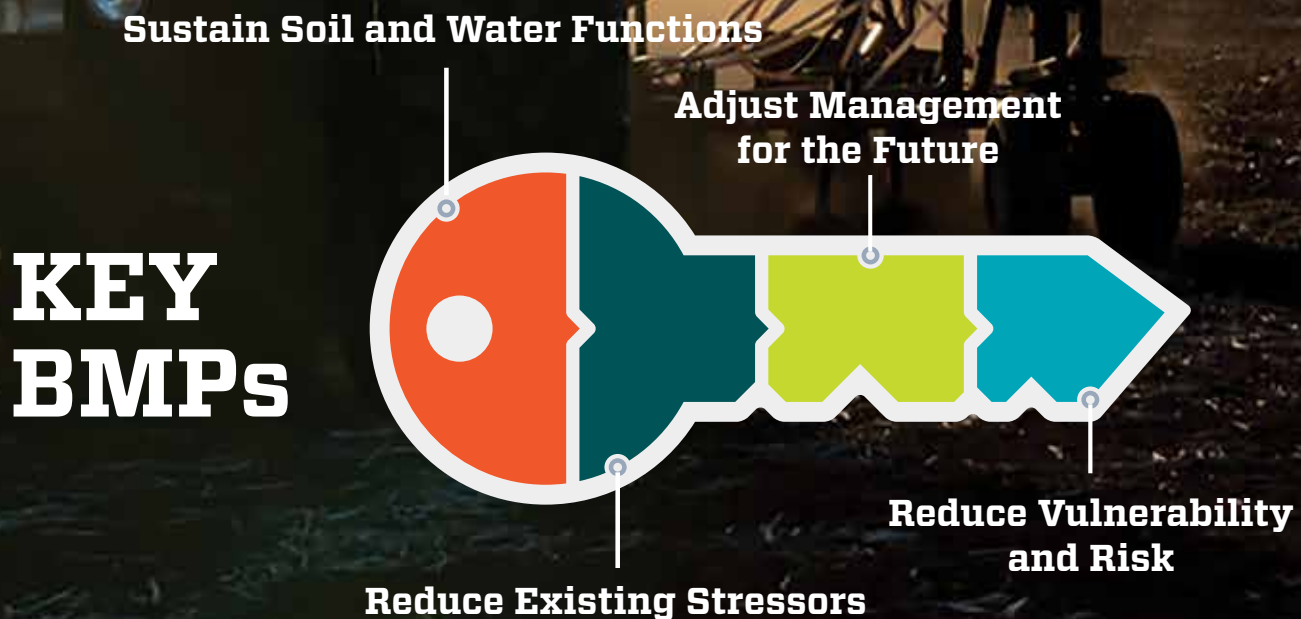 Sustain Soil and Water Functions
Adjust Management
for the Future
KEY
BMPs
Reduce Vulnerability
and Risk
Reduce Existing Stressors